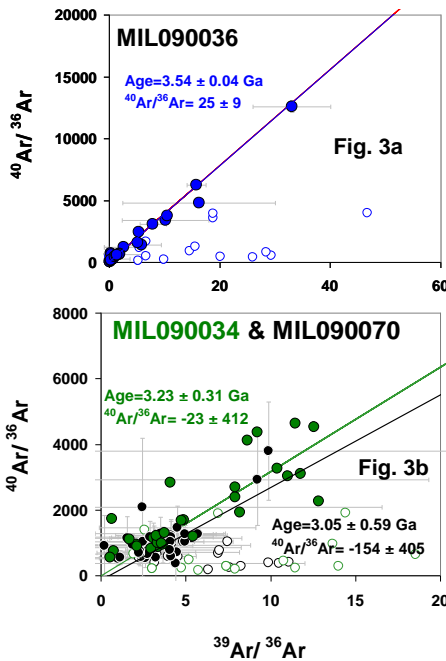 20000
MIL090036
Age=3.54 ± 0.04 Ga
40Ar/36Ar= 25 ± 9
15000
10000
Fig. 3a
5000
0
0 20 40 60
40Ar/ 36Ar
8000
MIL090034 & MIL090070
Age=3.23 ± 0.31 Ga
40Ar/36Ar= -23 ± 412
6000
4000
Fig. 3b
2000
Age=3.05 ± 0.59 Ga
40Ar/36Ar= -154 ± 405
0
0 5 10 15 20
40Ar/ 36Ar
39Ar/ 36Ar